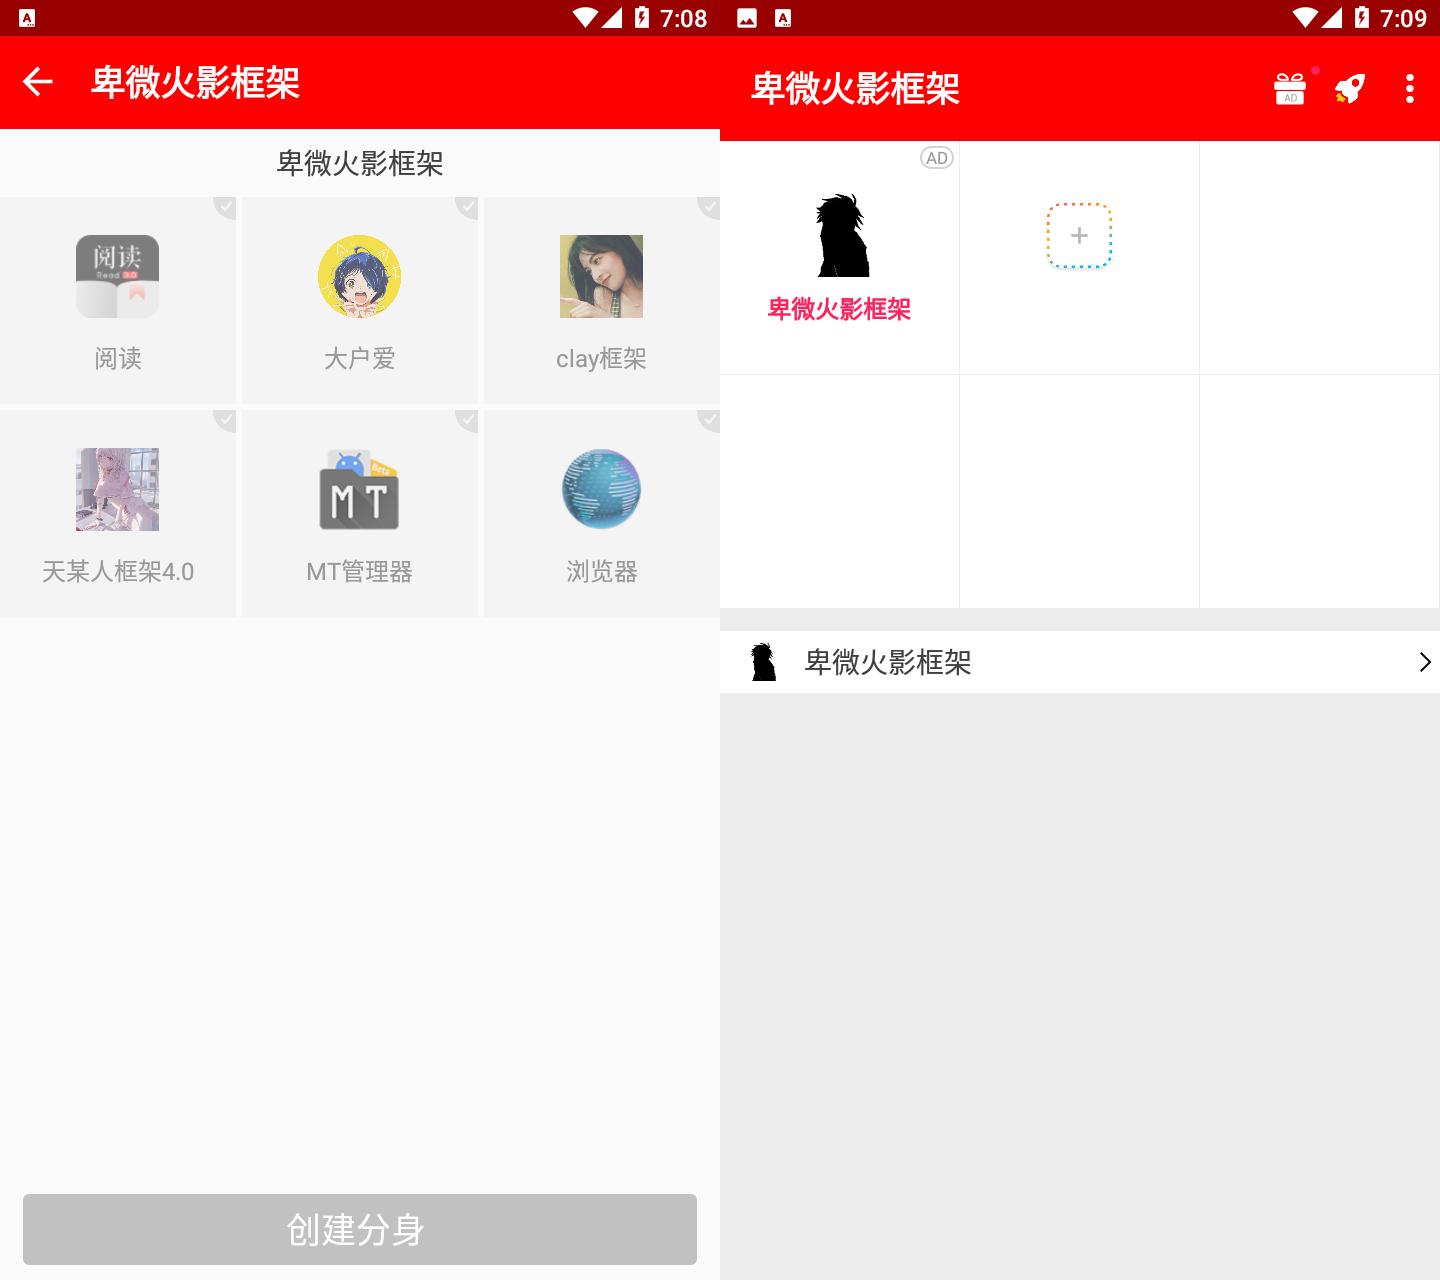 7:08
卑微火影框架
卑微火影框架
阅读
Read 3.0
阅读
大户爱
clay框架
天某人框架4.0
Beta
MT
MT管理器
浏览器
创建分身
7:09
卑微火影框架
AD
AD
卑微火影框架
卑微火影框架